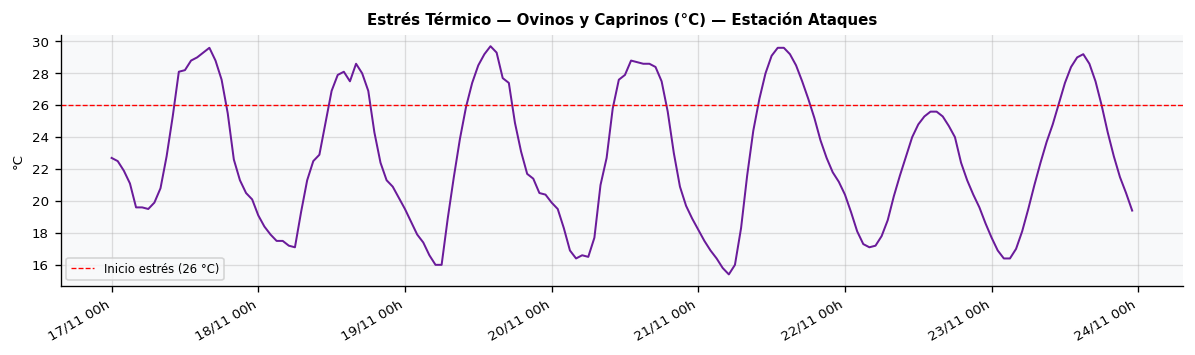 Estrés Térmico — Ovinos y Caprinos (°C) — Estación Ataques
°C
30
28
26
24
22
20
18
16
Inicio estrés (26 °C)
17/11 00h
18/11 00h
19/11 00h
20/11 00h
21/11 00h
22/11 00h
23/11 00h
24/11 00h